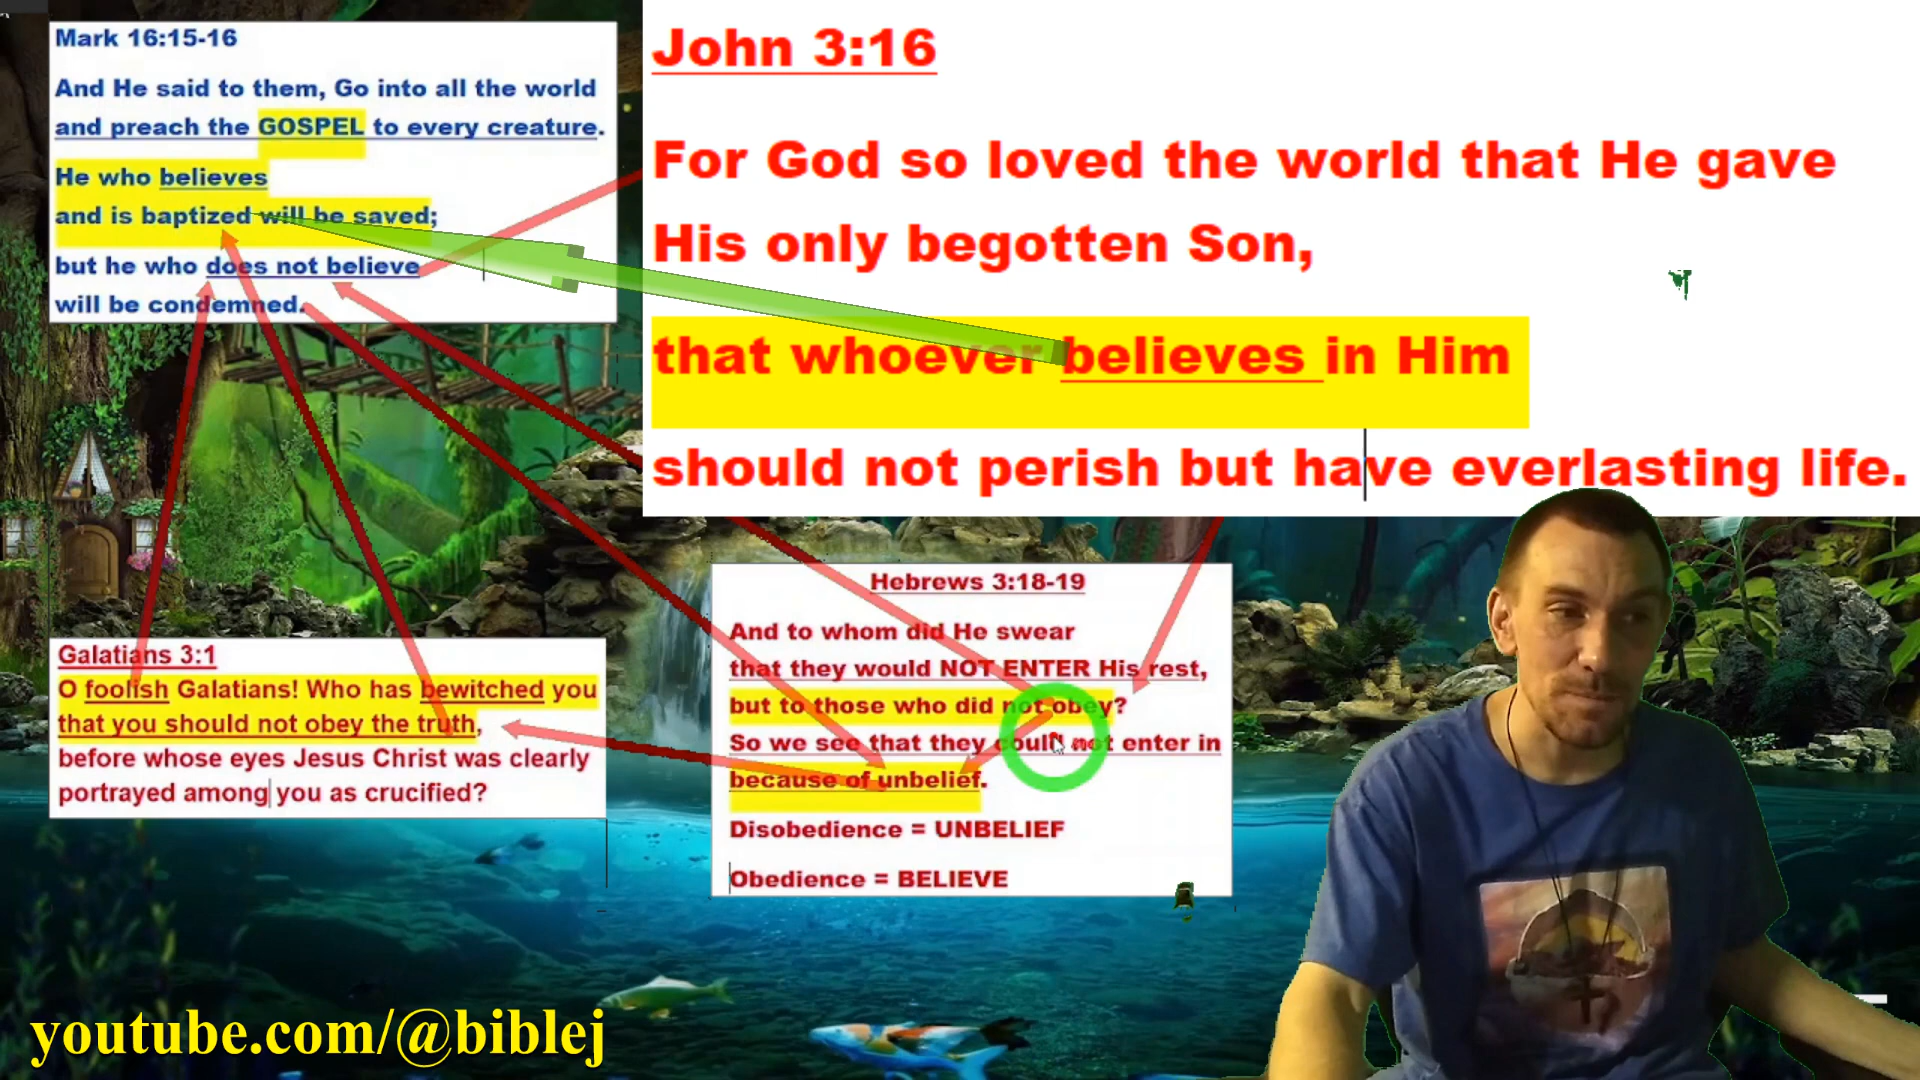 Mark 16:15-16
And He said to them, Go into all the world
and preach the GOSPEL to every creature.
He who believes
and is baptized will be saved;
but he who does not believe
will be condemned.
John 3:16
For God so loved the world that He gave
His only begotten Son,
that whoever believes in Him
should not perish but have everlasting life.
Galatians 3:1
O foolish Galatians! Who has bewitched you
that you should not obey the truth,
before whose eyes Jesus Christ was clearly
portrayed among you as crucified?
Hebrews 3:18-19
And to whom did He swear
that they would NOT ENTER His rest,
but to those who did not obey?
So we see that they could not enter in
because of unbelief.
Disobedience = UNBELIEF
Obedience = BELIEVE
youtube.com/@biblej